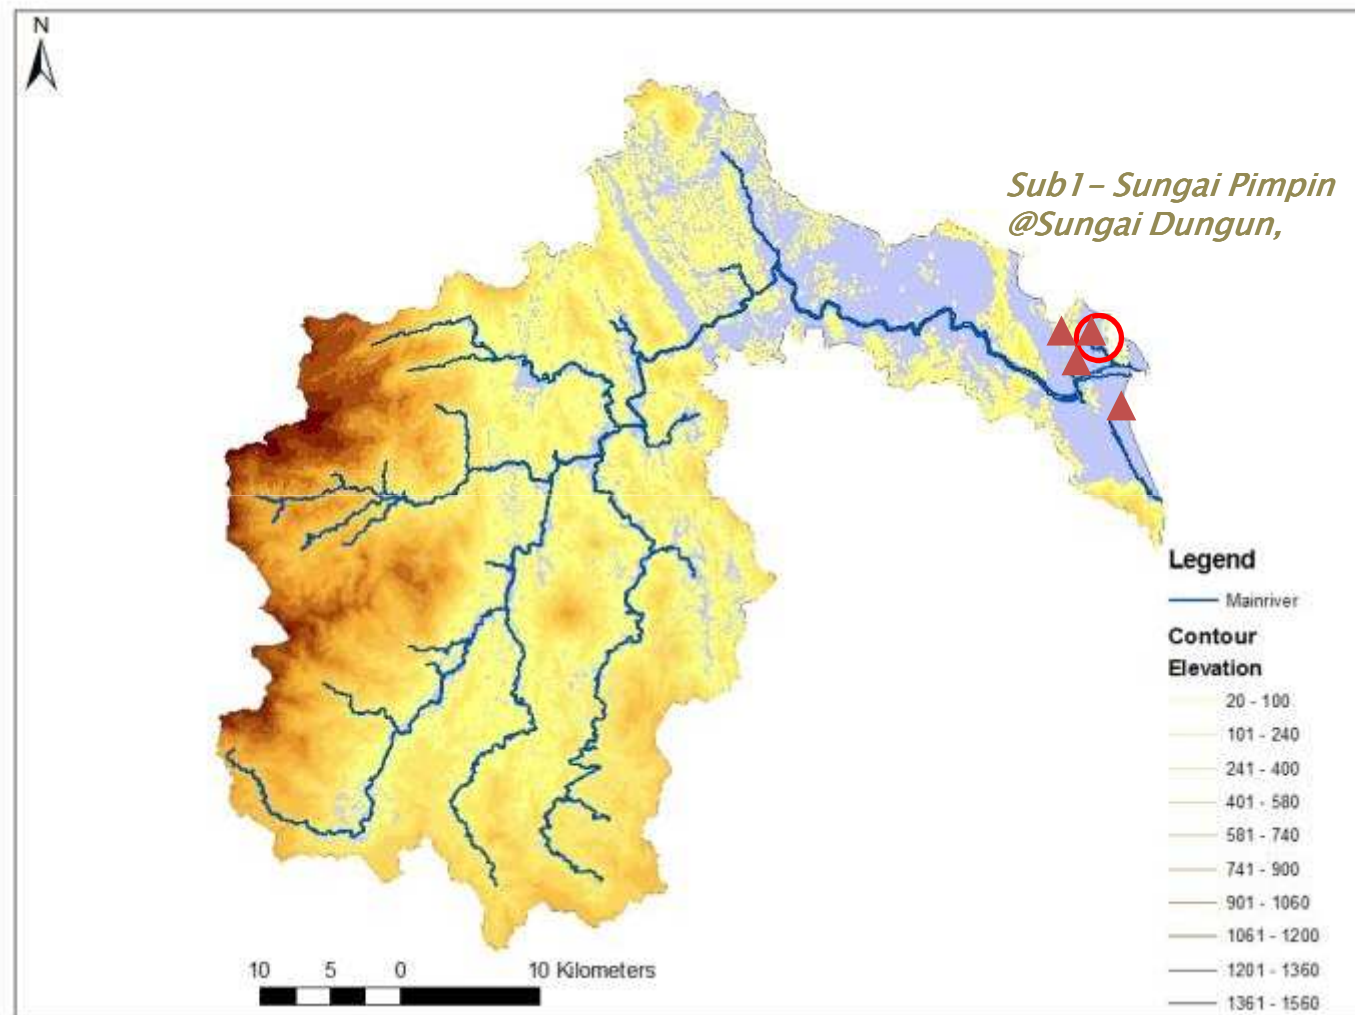 N
Sub1- Sungai Pimpin
@Sungai Dungun,
Legend
Mainriver
Contour
Elevation
20 - 100
101 - 240
241 - 400
401 - 580
581 - 740
741 - 900
901 - 1060
1061 - 1200
1201 - 1360
1361 - 1560
10 5 0 10 Kilometers